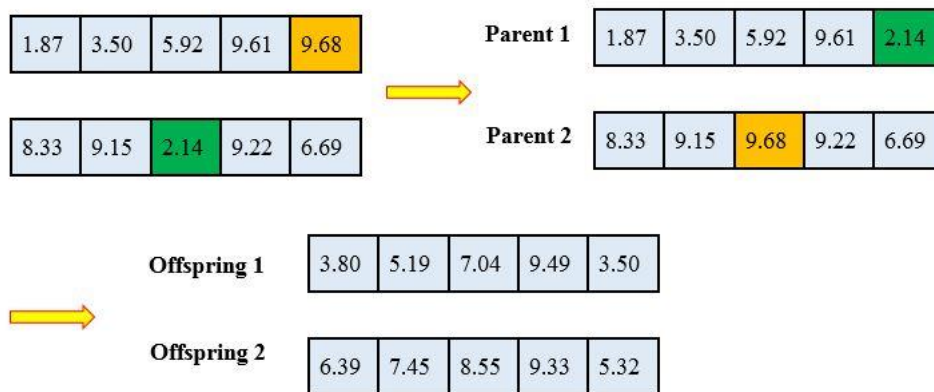 1.87 3.50 5.92 9.61 9.68
Parent 1 1.87 3.50 5.92 9.61 2.14
8.33 9.15 2.14 9.22 6.69
Parent 2 8.33 9.15 9.68 9.22 6.69
Offspring 1 3.80 5.19 7.04 9.49 3.50
Offspring 2 6.39 7.45 8.55 9.33 5.32